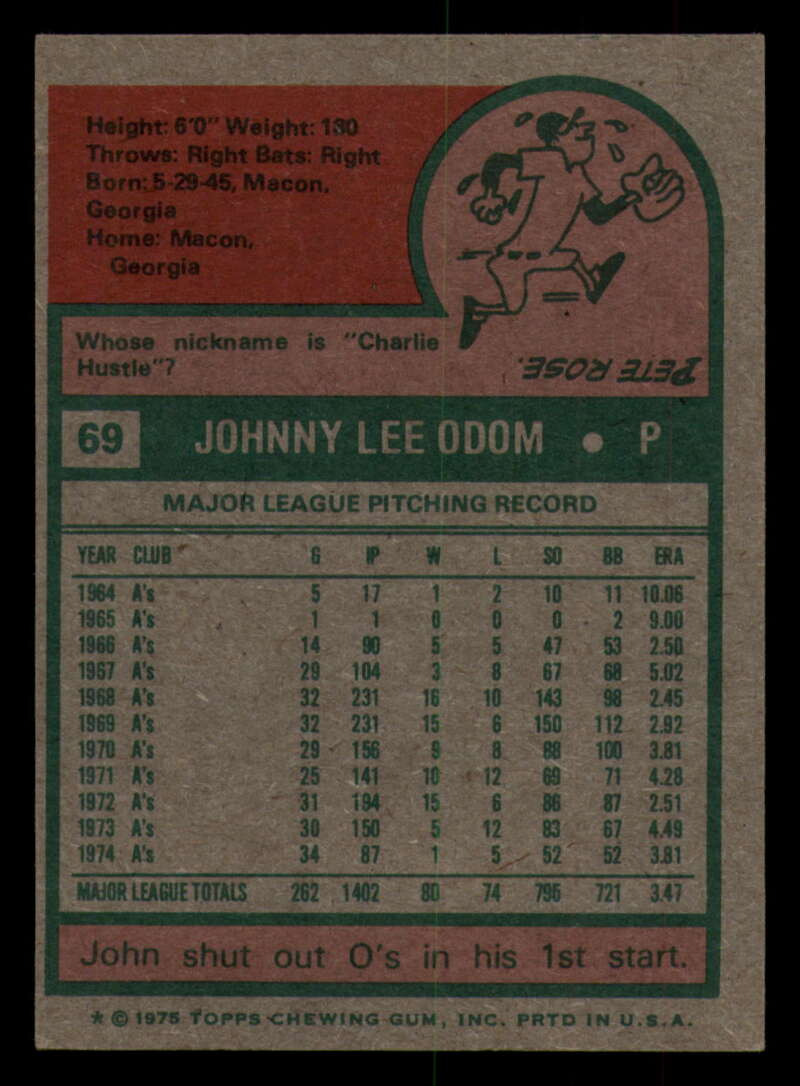 Height: 6'0" Weight: 180
Throws: Right Bats: Right
Born: 5-29-45, Macon,
Georgia
Home: Macon,
Georgia
Whose nickname is "Charlie
Hustle"?
PETE ROSE.
69 JOHNNY LEE ODOM • P
MAJOR LEAGUE PITCHING RECORD
YEAR CLUB G IP W L SO BB ERA
1964 A's 5 17 1 2 10 11 10.06
1965 A's 1 1 0 0 0 2 9.00
1966 A's 14 90 5 5 47 53 2.50
1967 A's 29 104 3 8 67 68 5.02
1968 A's 32 231 16 10 143 98 2.45
1969 A's 32 231 15 6 150 112 2.92
1970 A's 29 156 9 8 88 100 3.81
1971 A's 25 141 10 12 69 71 4.28
1972 A's 31 194 15 6 86 87 2.51
1973 A's 30 150 5 12 83 67 4.49
1974 A's 34 87 1 5 52 52 3.81
MAJOR LEAGUE TOTALS 262 1402 80 74 795 721 3.47
John shut out O's in his 1st start.
* © 1975 TOPPS CHEWING GUM, INC. PRTD IN U.S.A.